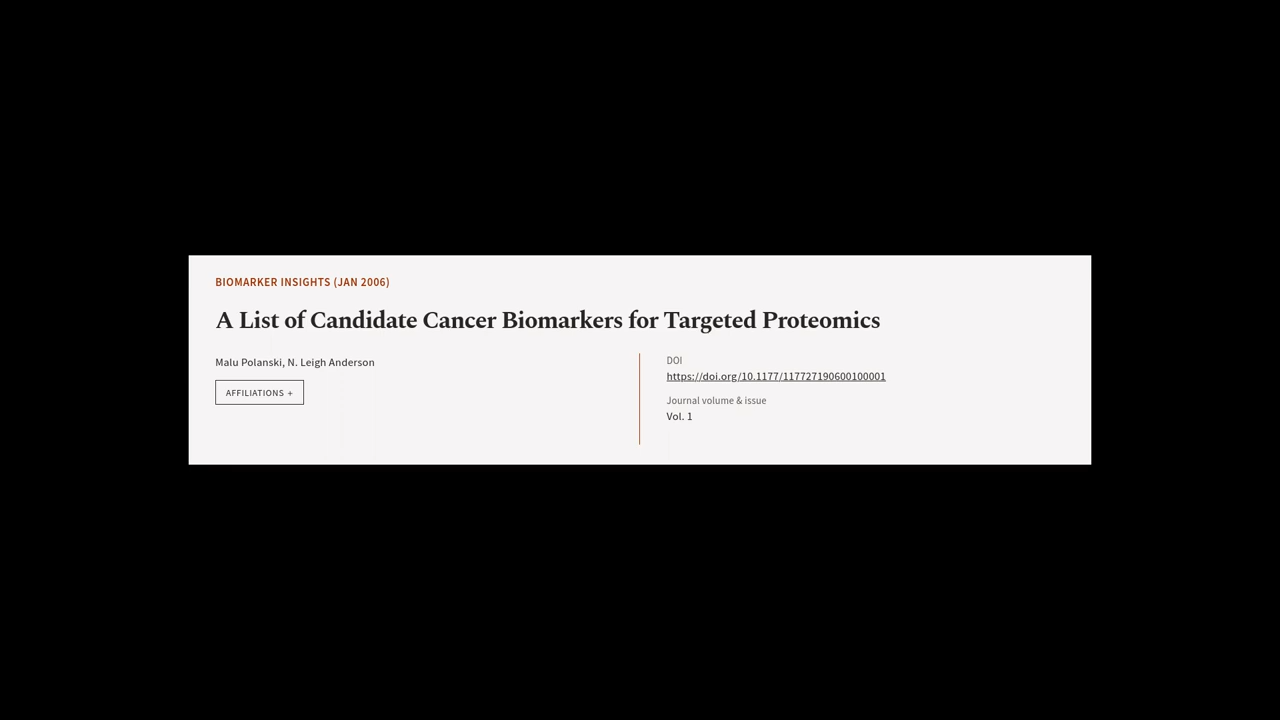 BIOMARKER INSIGHTS (JAN 2006)
A List of Candidate Cancer Biomarkers for Targeted Proteomics
Malu Polanski, N. Leigh Anderson
AFFILIATIONS +
DOI
https://doi.org/10.1177/117727190600100001
Journal volume & issue
Vol. 1